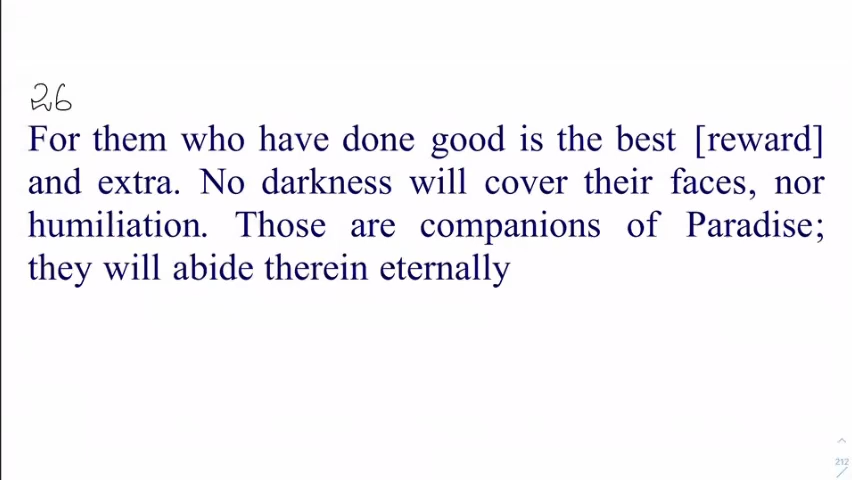 26
For them who have done good is the best [reward]
and extra. No darkness will cover their faces, nor
humiliation. Those are companions of Paradise;
they will abide therein eternally
212